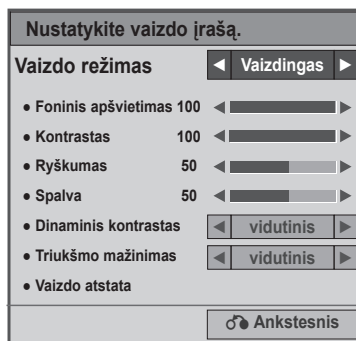 Nustatykite vaizdo įrašą.
Vaizdo režimas ◄ Vaizdingas ►
● Foninis apšvietimas 100
● Kontrastas 100
● Ryškumas 50
● Spalva 50
● Dinaminis kontrastas ◄ vidutinis ►
● Triukšmo mažinimas ◄ vidutinis ►
● Vaizdo atstata
Ankstesnis